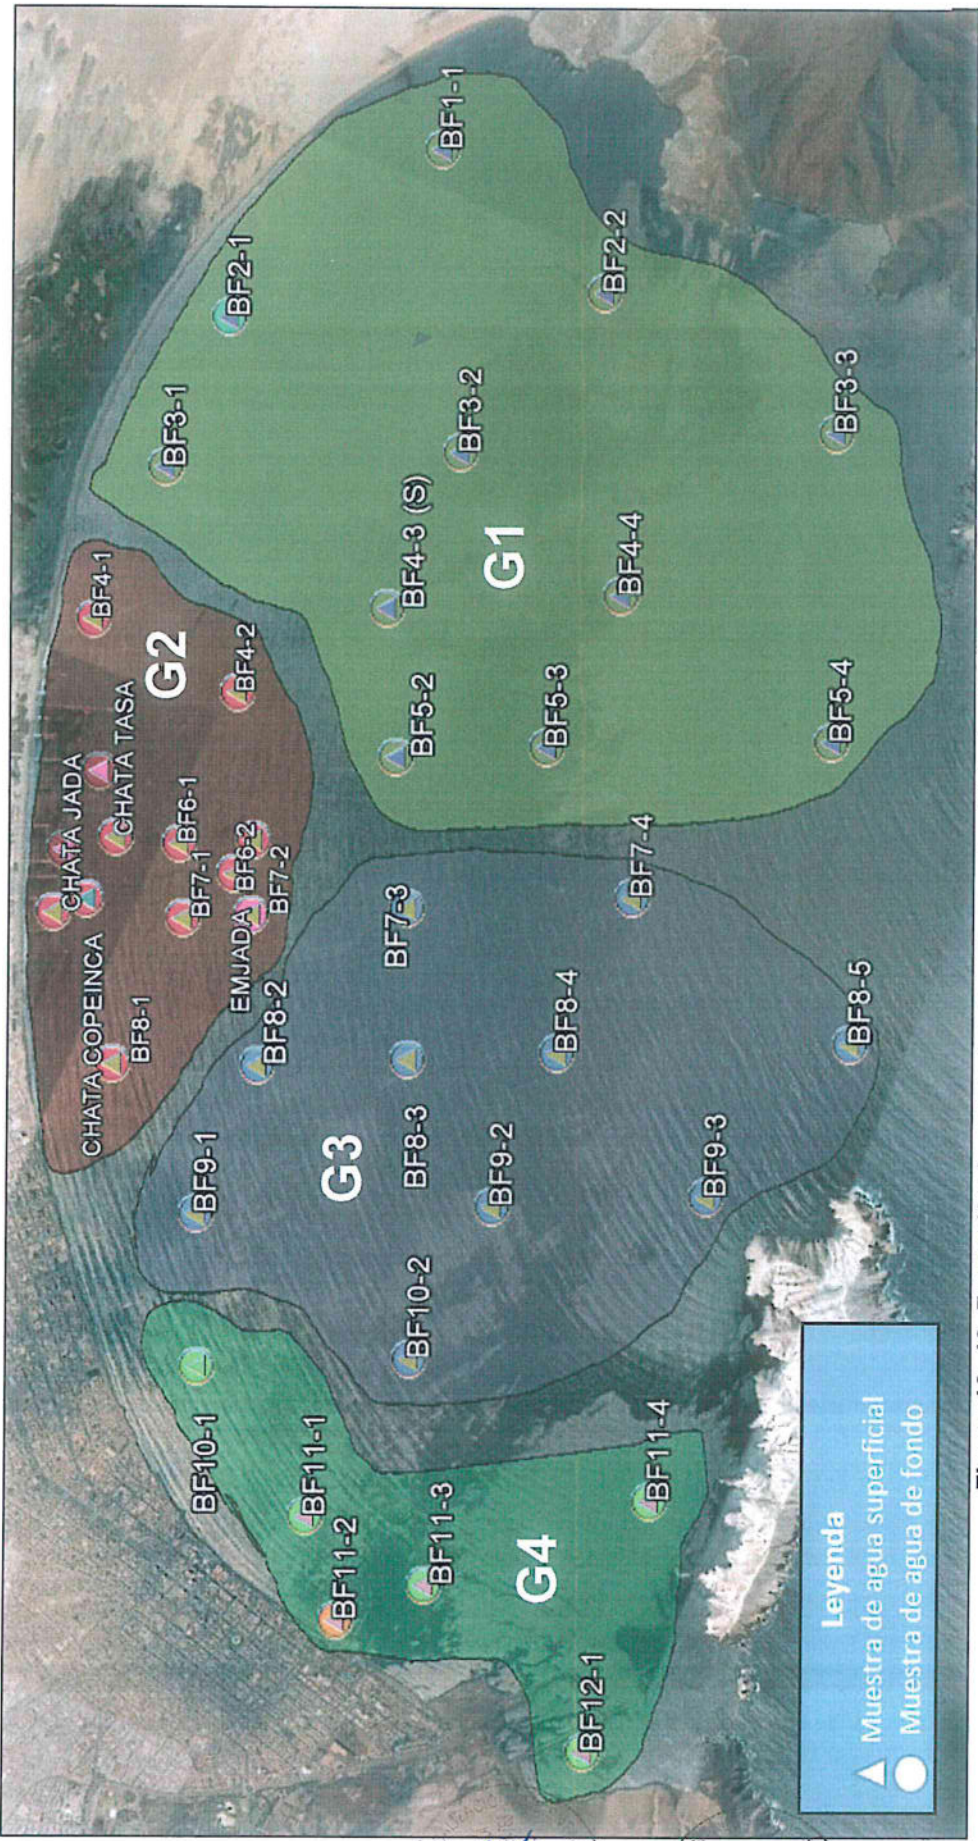 BF12-1
BF11-2
BF11-3
BF11-1
BF11-4
BF10-1
BF10-2
BF9-1
BF9-2
BF9-3
BF8-1
BF8-2
BF8-3
BF8-4
BF8-5
CHATA COPEINCA
CHATA JADA
CHATA TASA
EMJADA
BF7-1
BF7-2
BF7-3
BF7-4
BF6-1
BF6-2
BF5-2
BF5-3
BF5-4
BF4-1
BF4-2
BF4-3 (S)
BF4-4
BF3-1
BF3-2
BF3-3
BF2-1
BF2-2
BF1-1
G4
G3
G2
G1
Leyenda
Muestra de agua superficial
Muestra de agua de fondo